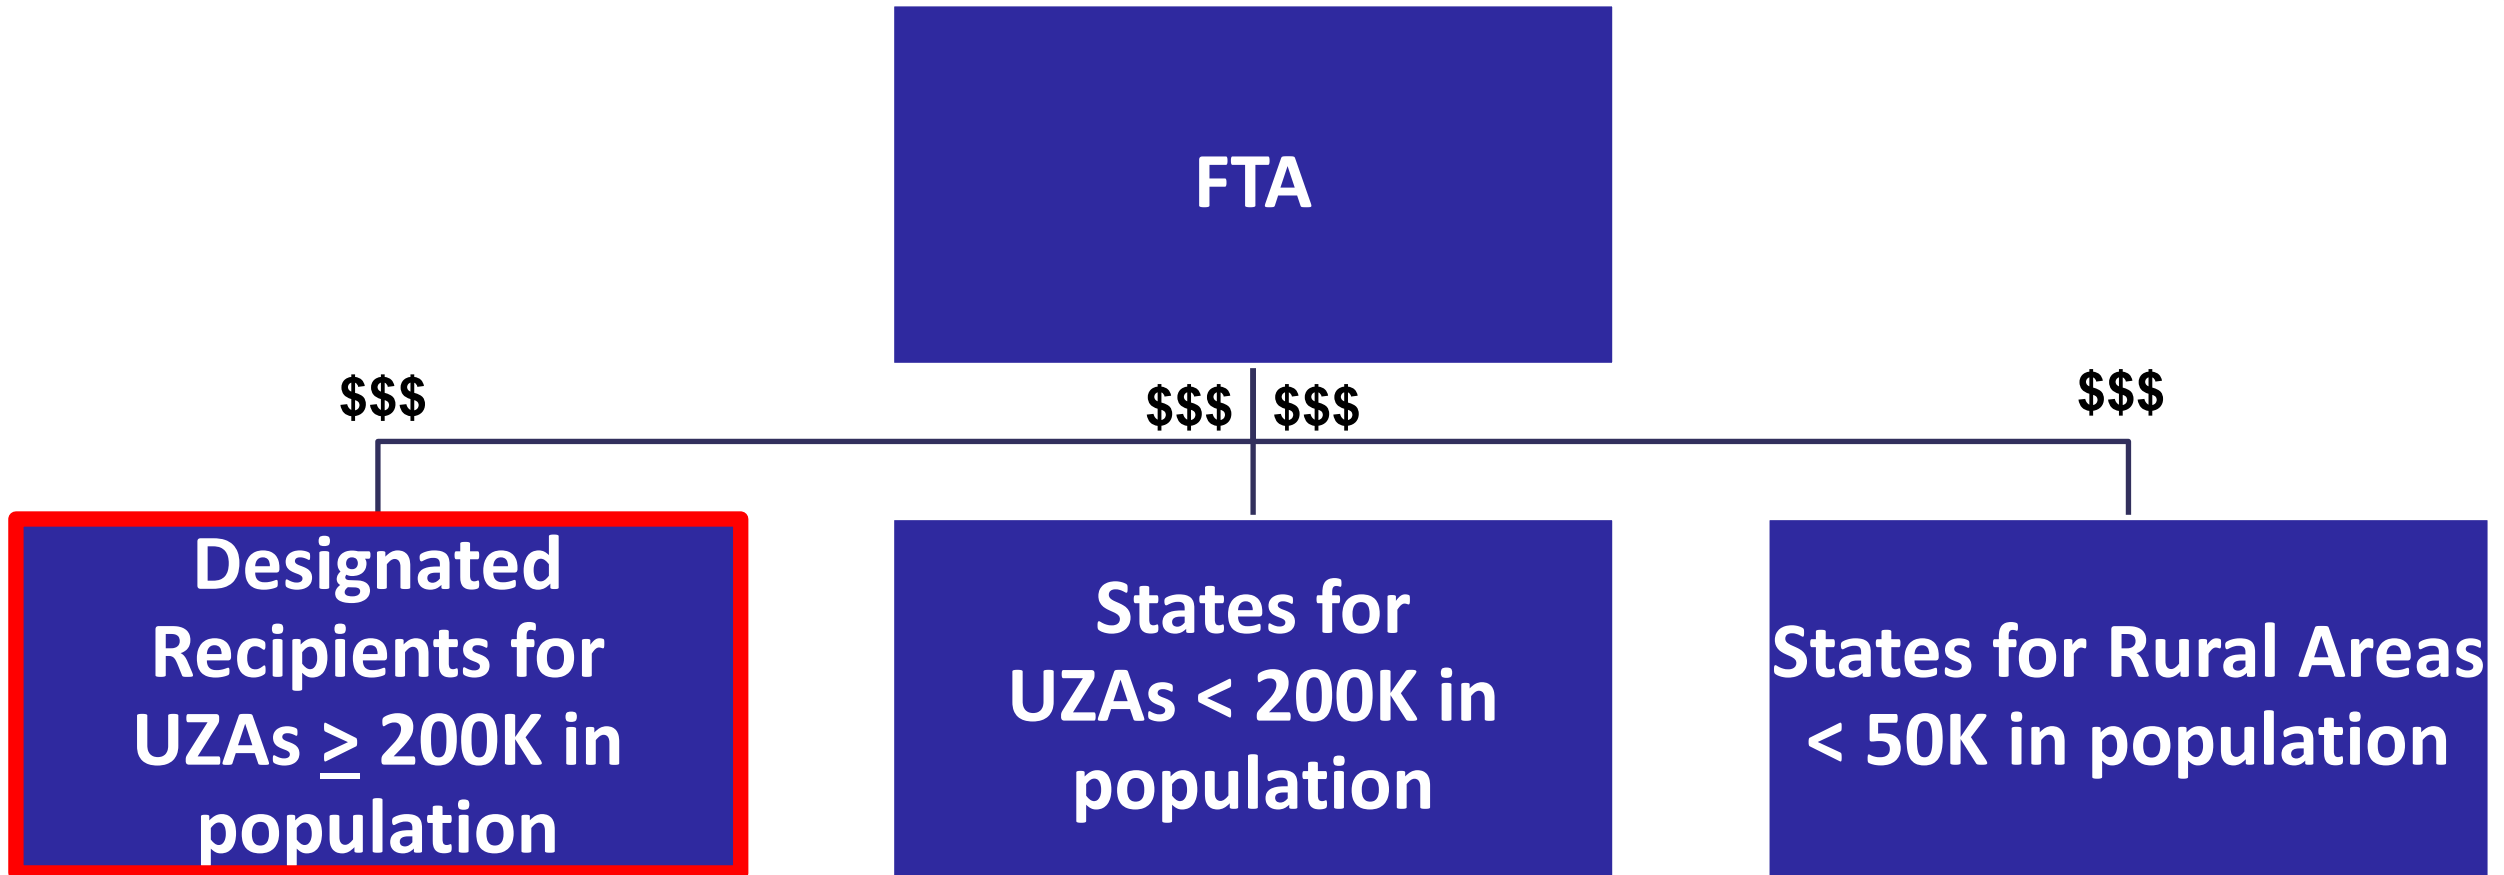 FTA
$$$
$$$ $$$
$$$
Designated
Recipients for
UZAs > 200K in
population
States for
UZAs < 200K in
population
States for Rural Areas
< 50K in population